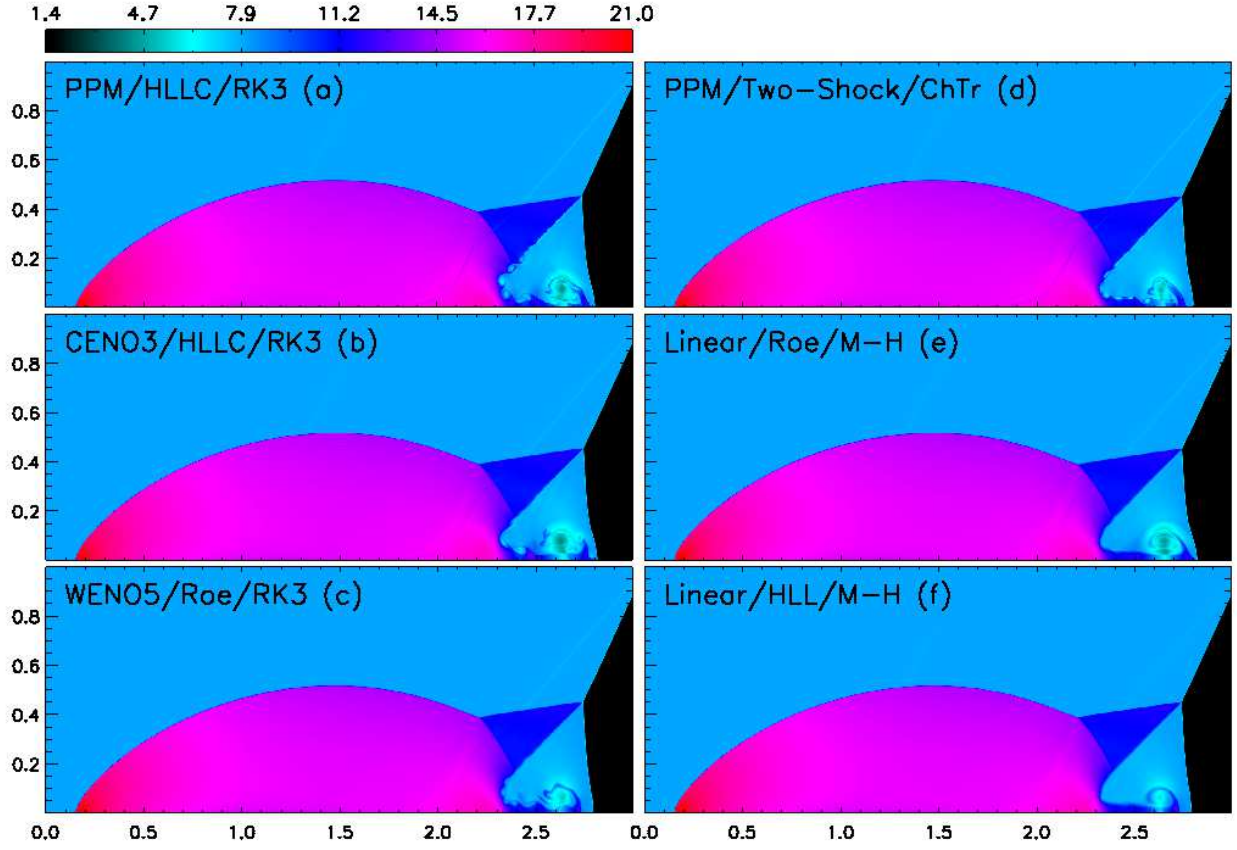 1.4 4.7 7.9 11.2 14.5 17.7 21.0
PPM/HLLC/RK3 (a)
PPM/Two-Shock/ChTr (d)
0.8
0.6
0.4
0.2
CENO3/HLLC/RK3 (b)
Linear/Roe/M-H (e)
0.8
0.6
0.4
0.2
WENO5/Roe/RK3 (c)
Linear/HLL/M-H (f)
0.8
0.6
0.4
0.2
0.0 0.5 1.0 1.5 2.0 2.5 0.5 1.0 1.5 2.0 2.5